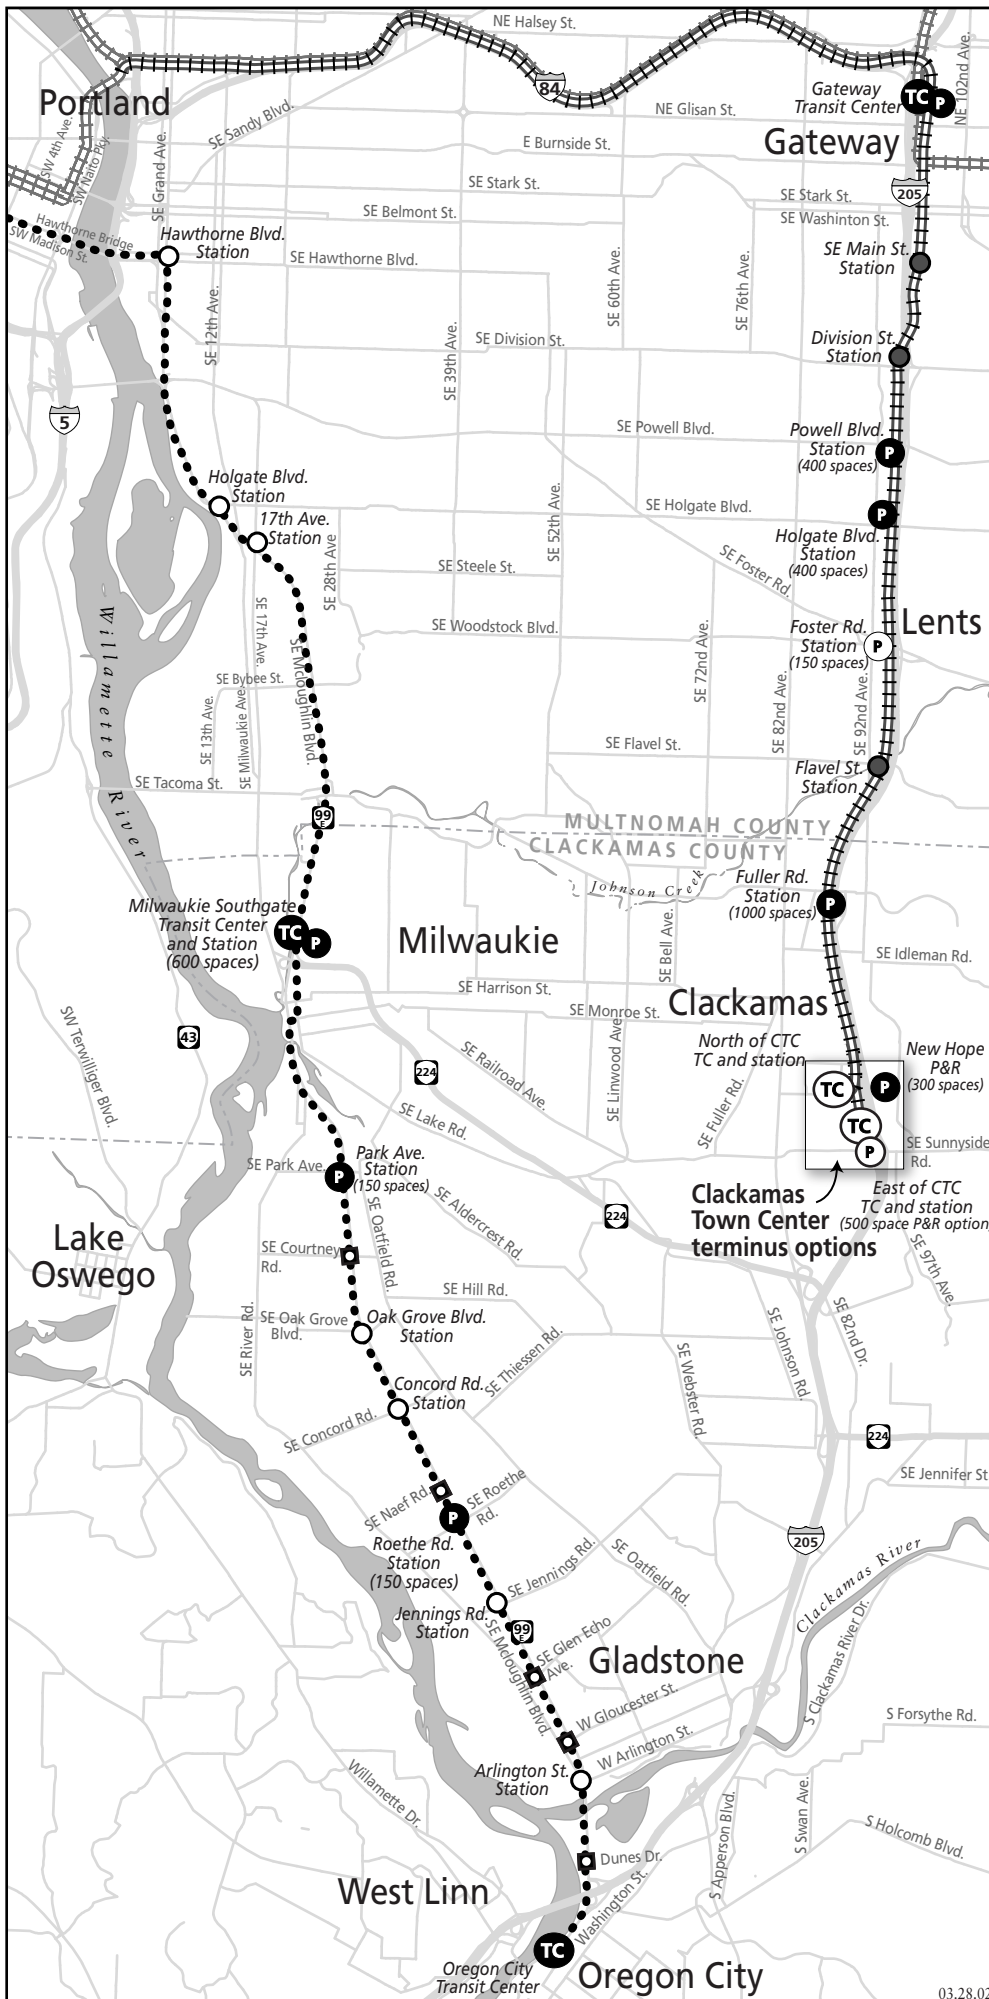 NE Halsey St.
84
Gateway
Transit Center
TC
P
NE 102nd Ave.
Portland
SE Sandy Blvd.
NE Glisan St.
Gateway
SW 4th Ave.
SW Naito Pky.
SE Grand Ave.
E Burnside St.
SE Stark St.
SE Stark St.
205
SE Belmont St.
SE Washinton St.
Hawthorne Bridge
SW Madison St.
Hawthorne Blvd.
Station
SE Hawthorne Blvd.
SE Main St.
Station
SE 12th Ave.
SE 39th Ave.
SE 60th Ave.
SE 76th Ave.
SE Division St.
Division St.
Station
5
SE Powell Blvd.
Powell Blvd.
Station
(400 spaces)
P
Holgate Blvd.
Station
SE Holgate Blvd.
P
17th Ave.
Station
SE 28th Ave
SE 52th Ave.
Holgate Blvd.
Station
(400 spaces)
SE Steele St.
SE Foster Rd.
Willamette River
SE 17th Ave.
SE Mcloughlin Blvd.
SE Woodstock Blvd.
Lents
Foster Rd.
Station
(150 spaces)
P
SE 72nd Ave.
SE 82nd Ave.
SE 92nd Ave.
SE Bybee St.
SE 13th Ave.
SE Milwaukie Ave.
SE Flavel St.
SE Tacoma St.
Flavel St.
Station
99
E
MULTNOMAH COUNTY
CLACKAMAS COUNTY
Johnson Creek
Fuller Rd.
Station
(1000 spaces)
P
Milwaukie Southgate
Transit Center
and Station
(600 spaces)
TC
P
Milwaukie
SE Bell Ave.
SE Idleman Rd.
SE Harrison St.
Clackamas
SE Monroe St.
SW Terwilliger Blvd.
43
224
SE Railroad Ave.
SE Linwood Ave
North of CTC
TC and station
New Hope
P&R
(300 spaces)
TC
P
SE Lake Rd.
SE Fuller Rd.
TC
P
SE Sunnyside
Rd.
SE Park Ave.
Park Ave.
Station
(150 spaces)
P
Clackamas
Town Center
terminus options
East of CTC
TC and station
(500 space P&R option)
SE Aldercrest Rd.
SE Oatfield Rd.
224
Lake
Oswego
SE Courtney
Rd.
SE 97th Ave.
SE Hill Rd.
SE River Rd.
SE Oak Grove
Blvd.
Oak Grove Blvd.
Station
SE Thiessen Rd.
SE Webster Rd.
SE Johnson Rd.
SE 82nd Dr.
Concord Rd.
Station
SE Concord Rd.
224
SE Jennifer St
SE Naef Rd.
SE Roethe
Rd.
P
Roethe Rd.
Station
(150 spaces)
205
SE Jennings Rd.
SE Oatfield Rd.
Clackamas River
Jennings Rd.
Station
99
E
SE Mcloughlin Blvd.
SE Glen Echo
Ave.
Gladstone
S Clackamas River Dr.
W Gloucester St.
S Forsythe Rd.
W Arlington St.
Arlington St.
Station
Willamette Dr.
S Apperson Blvd.
S Swan Ave.
S Holcomb Blvd.
Dunes Dr.
West Linn
Washington St.
TC
Oregon City
Transit Center
Oregon City
03.28.02